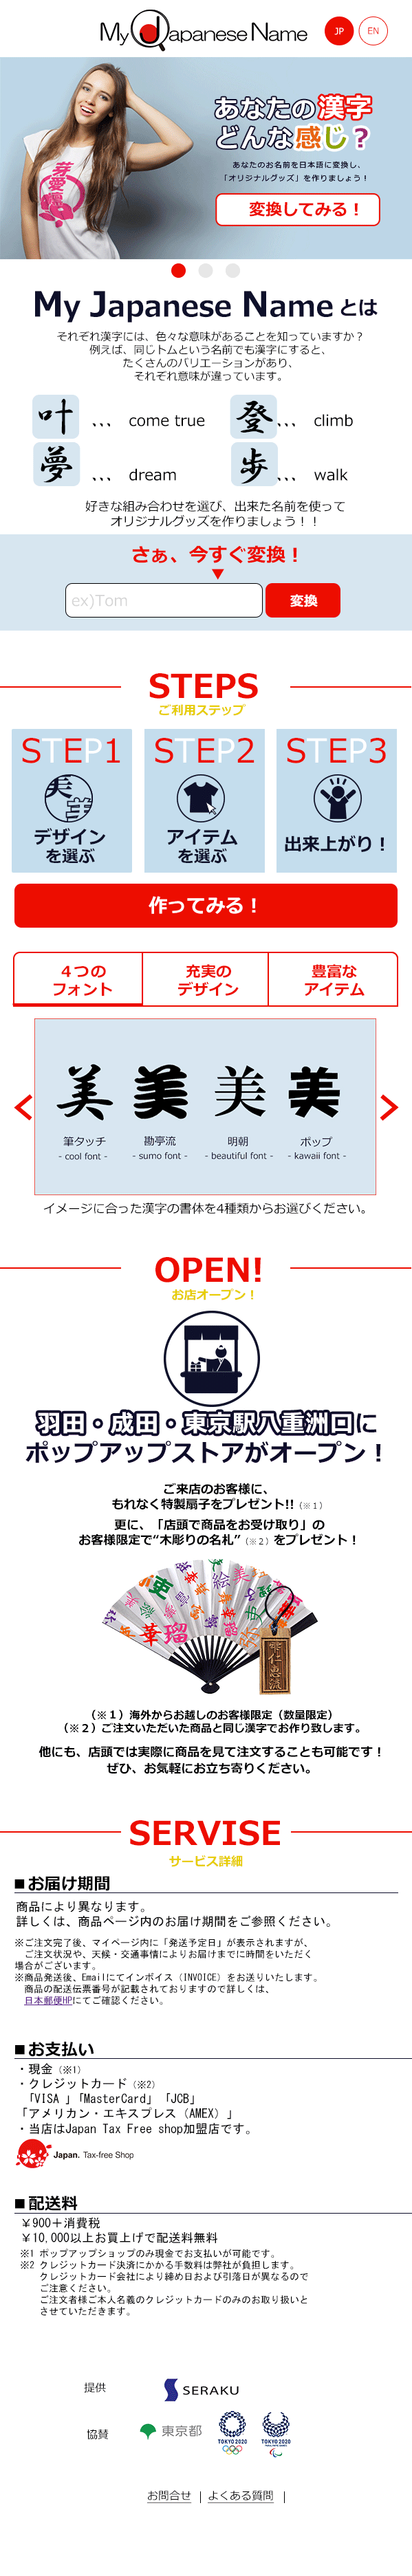 My Japanese Name
JP
EN
芽愛
あなたの漢字
どんな感じ？
あなたのお名前を日本語に変換し、
「オリジナルグッズ」を作りましょう！
変換してみる！
My Japanese Name とは
それぞれ漢字には、色々な意味があることを知っていますか？
例えば、同じトムという名前でも漢字にすると、
たくさんのバリエーションがあり、
それぞれ意味が違っています。
叶 ､､､ come true
登 ､､､ climb
夢 ､､､ dream
歩 ､､､ walk
好きな組み合わせを選び、出来た名前を使って
オリジナルグッズを作りましょう！！
さぁ、今すぐ変換！
▼
ex)Tom
変換
STEPS
ご利用ステップ
STEP1
美
デザイン
を選ぶ
STEP2
アイテム
を選ぶ
STEP3
出来上がり！
作ってみる！
４つの
フォント
充実の
デザイン
豊富な
アイテム
美 美 美 美
筆タッチ
- cool font -
勘亭流
- sumo font -
明朝
- beautiful font -
ポップ
- kawaii font -
イメージに合った漢字の書体を4種類からお選びください。
OPEN!
お店オープン！
羽田・成田・東京駅八重洲口に
ポップアップストアがオープン！
ご来店のお客様に、
もれなく特製扇子をプレゼント!!（※１）
更に、「店頭で商品をお受け取り」の
お客様限定で"木彫りの名札"（※２）をプレゼント！
（※１）海外からお越しのお客様限定（数量限定）
（※２）ご注文いただいた商品と同じ漢字でお作り致します。
他にも、店頭では実際に商品を見て注文することも可能です！
ぜひ、お気軽にお立ち寄りください。
SERVISE
サービス詳細
■お届け期間
商品により異なります。
詳しくは、商品ページ内のお届け期間をご参照ください。
※ご注文完了後、マイページ内に「発送予定日」が表示されますが、
ご注文状況や、天候・交通事情によりお届けまでに時間をいただく
場合がございます。
※商品発送後、Emailにてインボイス（INVOICE）をお送りいたします。
商品の配送伝票番号が記載されておりますので詳しくは、
日本郵便HPにてご確認ください。
■お支払い
・現金（※1）
・クレジットカード（※2）
「VISA 」「MasterCard」 「JCB」
「アメリカン・エキスプレス（AMEX）」
・当店はJapan Tax Free shop加盟店です。
Japan. Tax-free Shop
■配送料
￥900＋消費税
￥10,000以上お買上げで配送料無料
※1 ポップアップショップのみ現金でお支払いが可能です。
※2 クレジットカード決済にかかる手数料は弊社が負担します。
クレジットカード会社により締め日および引落日が異なるので
ご注意ください。
ご注文者様ご本人名義のクレジットカードのみのお取り扱いと
させていただきます。
提供
SERAKU
協賛
東京都
TOKYO 2020
TOKYO 2020
お問合せ ｜ よくある質問 ｜